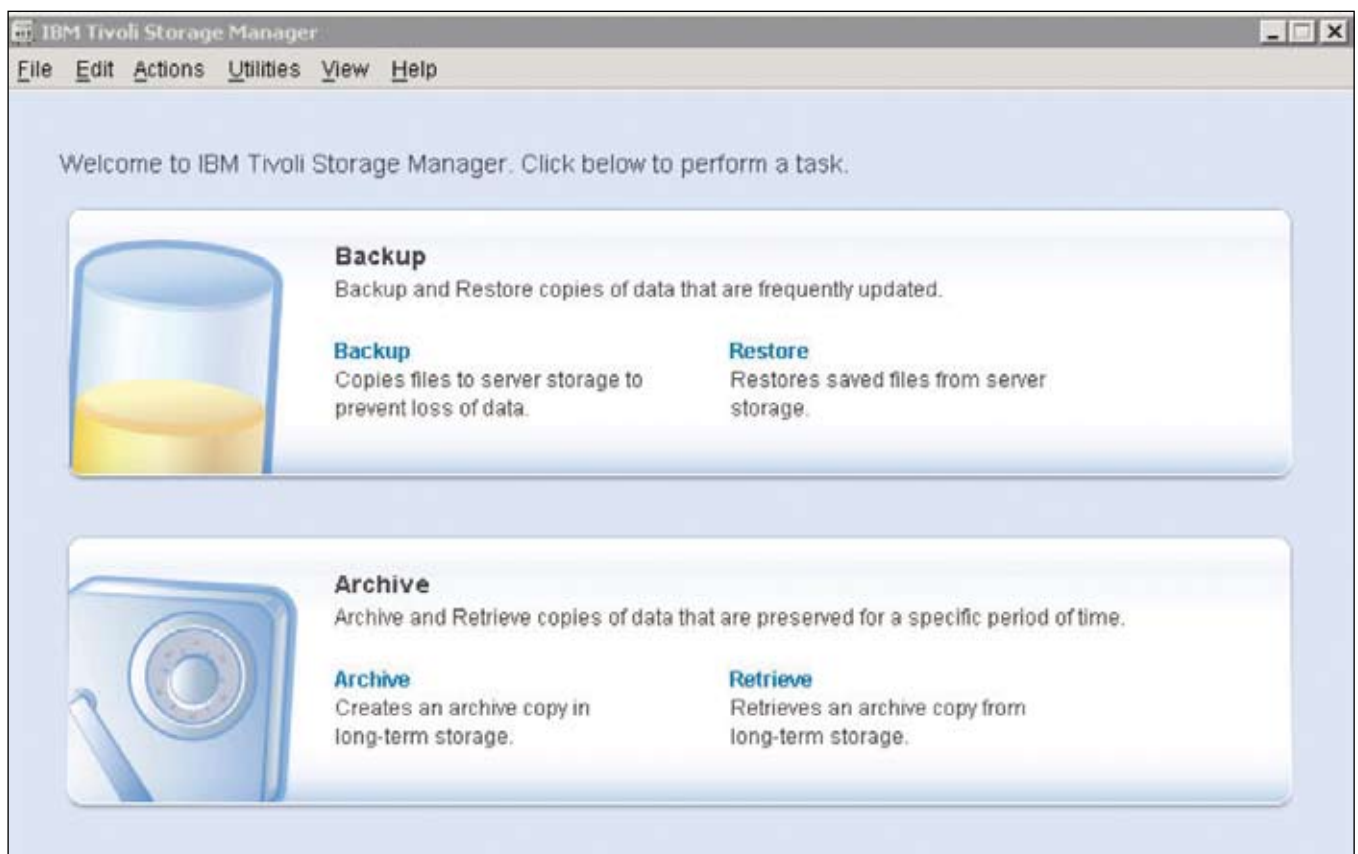 IBM Tivoli Storage Manager
File Edit Actions Utilities View Help
Welcome to IBM Tivoli Storage Manager. Click below to perform a task.
Backup
Backup and Restore copies of data that are frequently updated.
Backup
Copies files to server storage to
prevent loss of data.
Restore
Restores saved files from server
storage.
Archive
Archive and Retrieve copies of data that are preserved for a specific period of time.
Archive
Creates an archive copy in
long-term storage.
Retrieve
Retrieves an archive copy from
long-term storage.